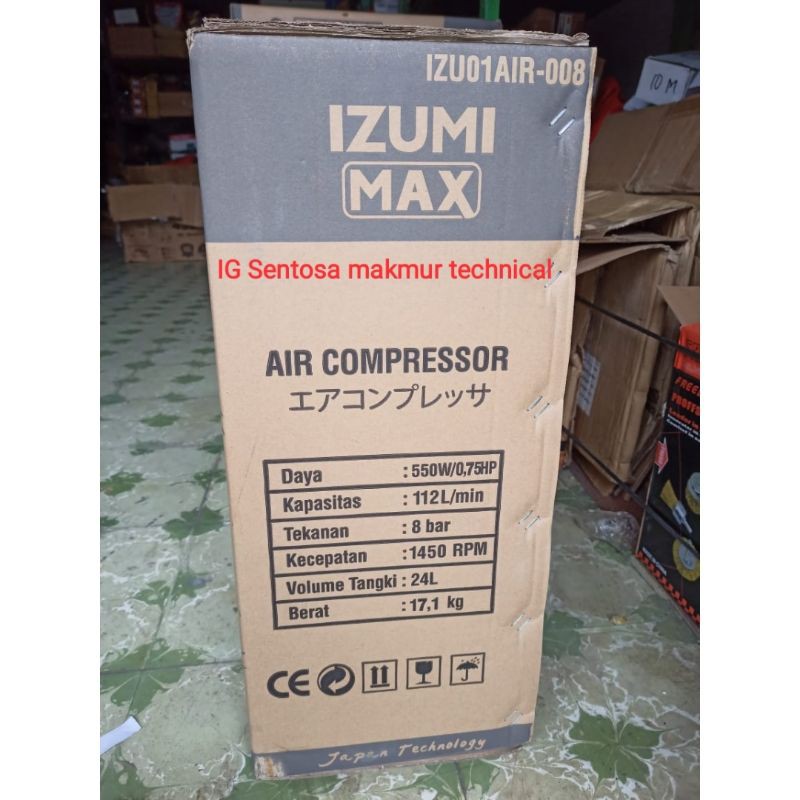 IZU01AIR-008
IZUMI
MAX
IG Sentosa makmur technical
AIR COMPRESSOR
エアコンプレッサ
Daya : 550W/0,75HP
Kapasitas : 112L/min
Tekanan : 8 bar
Kecepatan : 1450 RPM
Volume Tangki : 24L
Berat : 17,1 kg
CE
Japan Technology
10 M